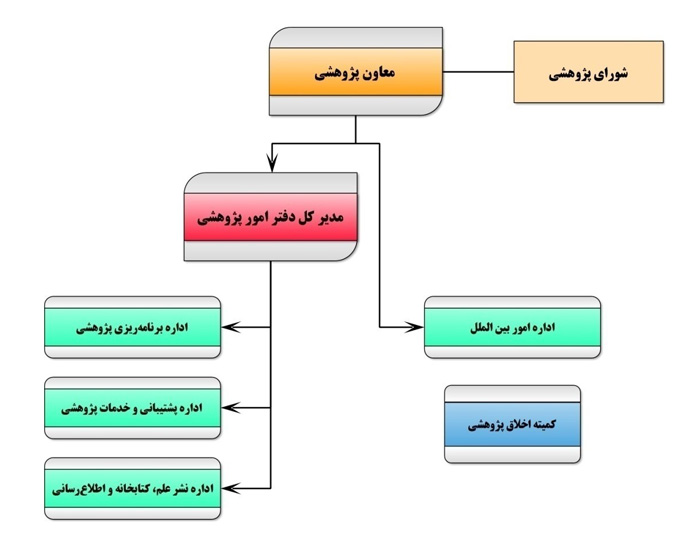 معاون پژوهشی
شورای پژوهشی
مدیر کل دفتر امور پژوهشی
اداره برنامه‌ریزی پژوهشی
اداره امور بین الملل
اداره پشتیبانی و خدمات پژوهشی
کمیته اخلاق پژوهشی
اداره نشر علم، کتابخانه و اطلاع‌رسانی